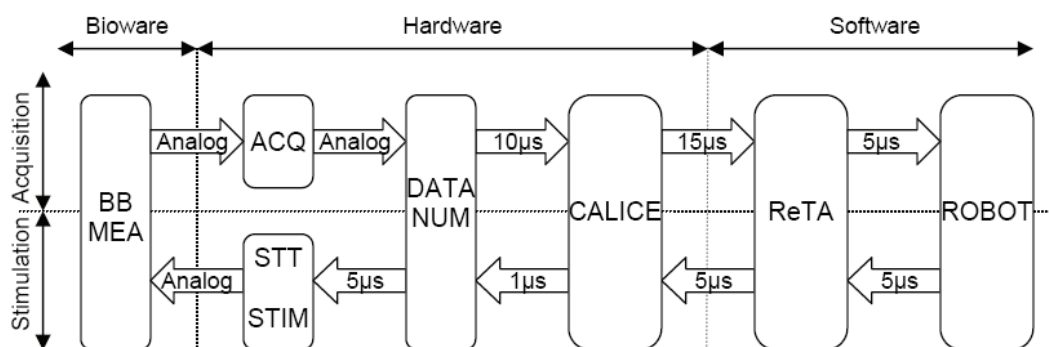 Bioware Hardware Software
Acquisition
Stimulation
Analog ACQ Analog 10µs 15µs 5µs
BB
MEA
DATA
NUM
CALICE ReTA ROBOT
Analog STT
STIM
5µs 1µs 5µs 5µs